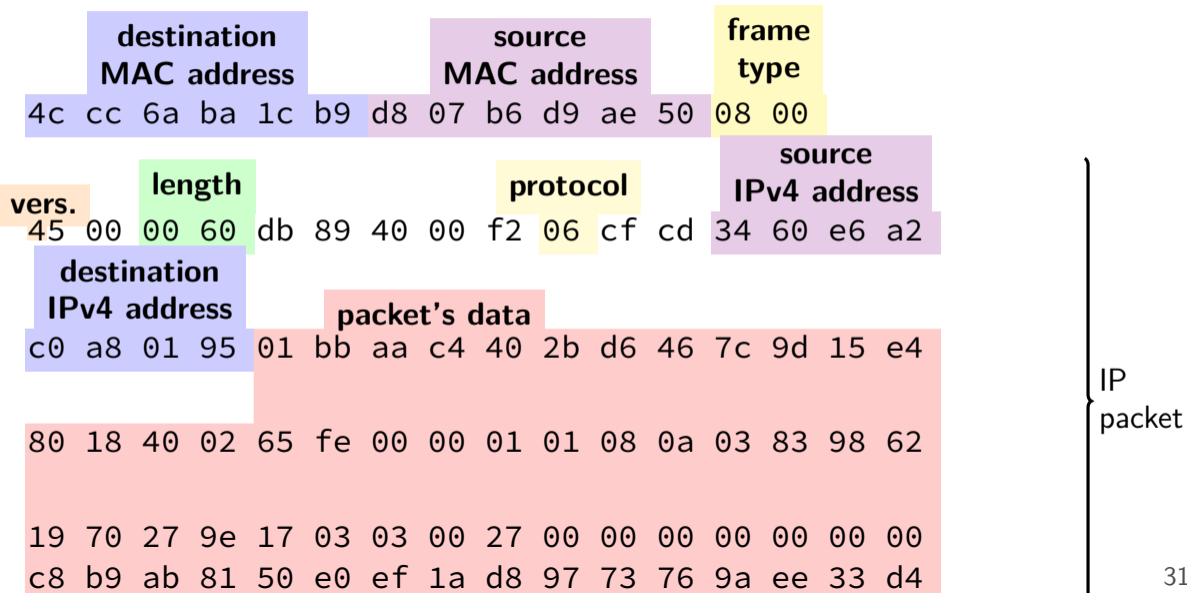 destination
MAC address
source
MAC address
frame
type
4c cc 6a ba 1c b9 d8 07 b6 d9 ae 50 08 00
vers.
length
protocol
source
IPv4 address
45 00 00 60 db 89 40 00 f2 06 cf cd 34 60 e6 a2
destination
IPv4 address
packet's data
c0 a8 01 95 01 bb aa c4 40 2b d6 46 7c 9d 15 e4
IP
packet
80 18 40 02 65 fe 00 00 01 01 08 0a 03 83 98 62
19 70 27 9e 17 03 03 00 27 00 00 00 00 00 00 00
c8 b9 ab 81 50 e0 ef 1a d8 97 73 76 9a ee 33 d4
31